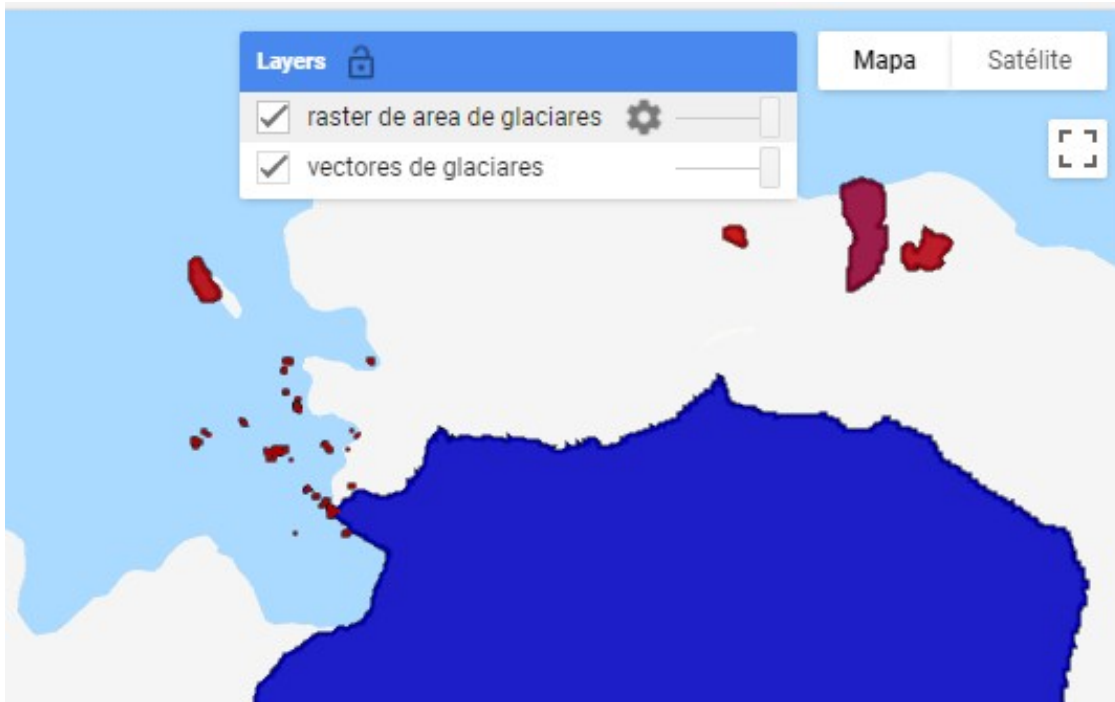 Layers
Mapa
Satélite
raster de area de glaciares
vectores de glaciares